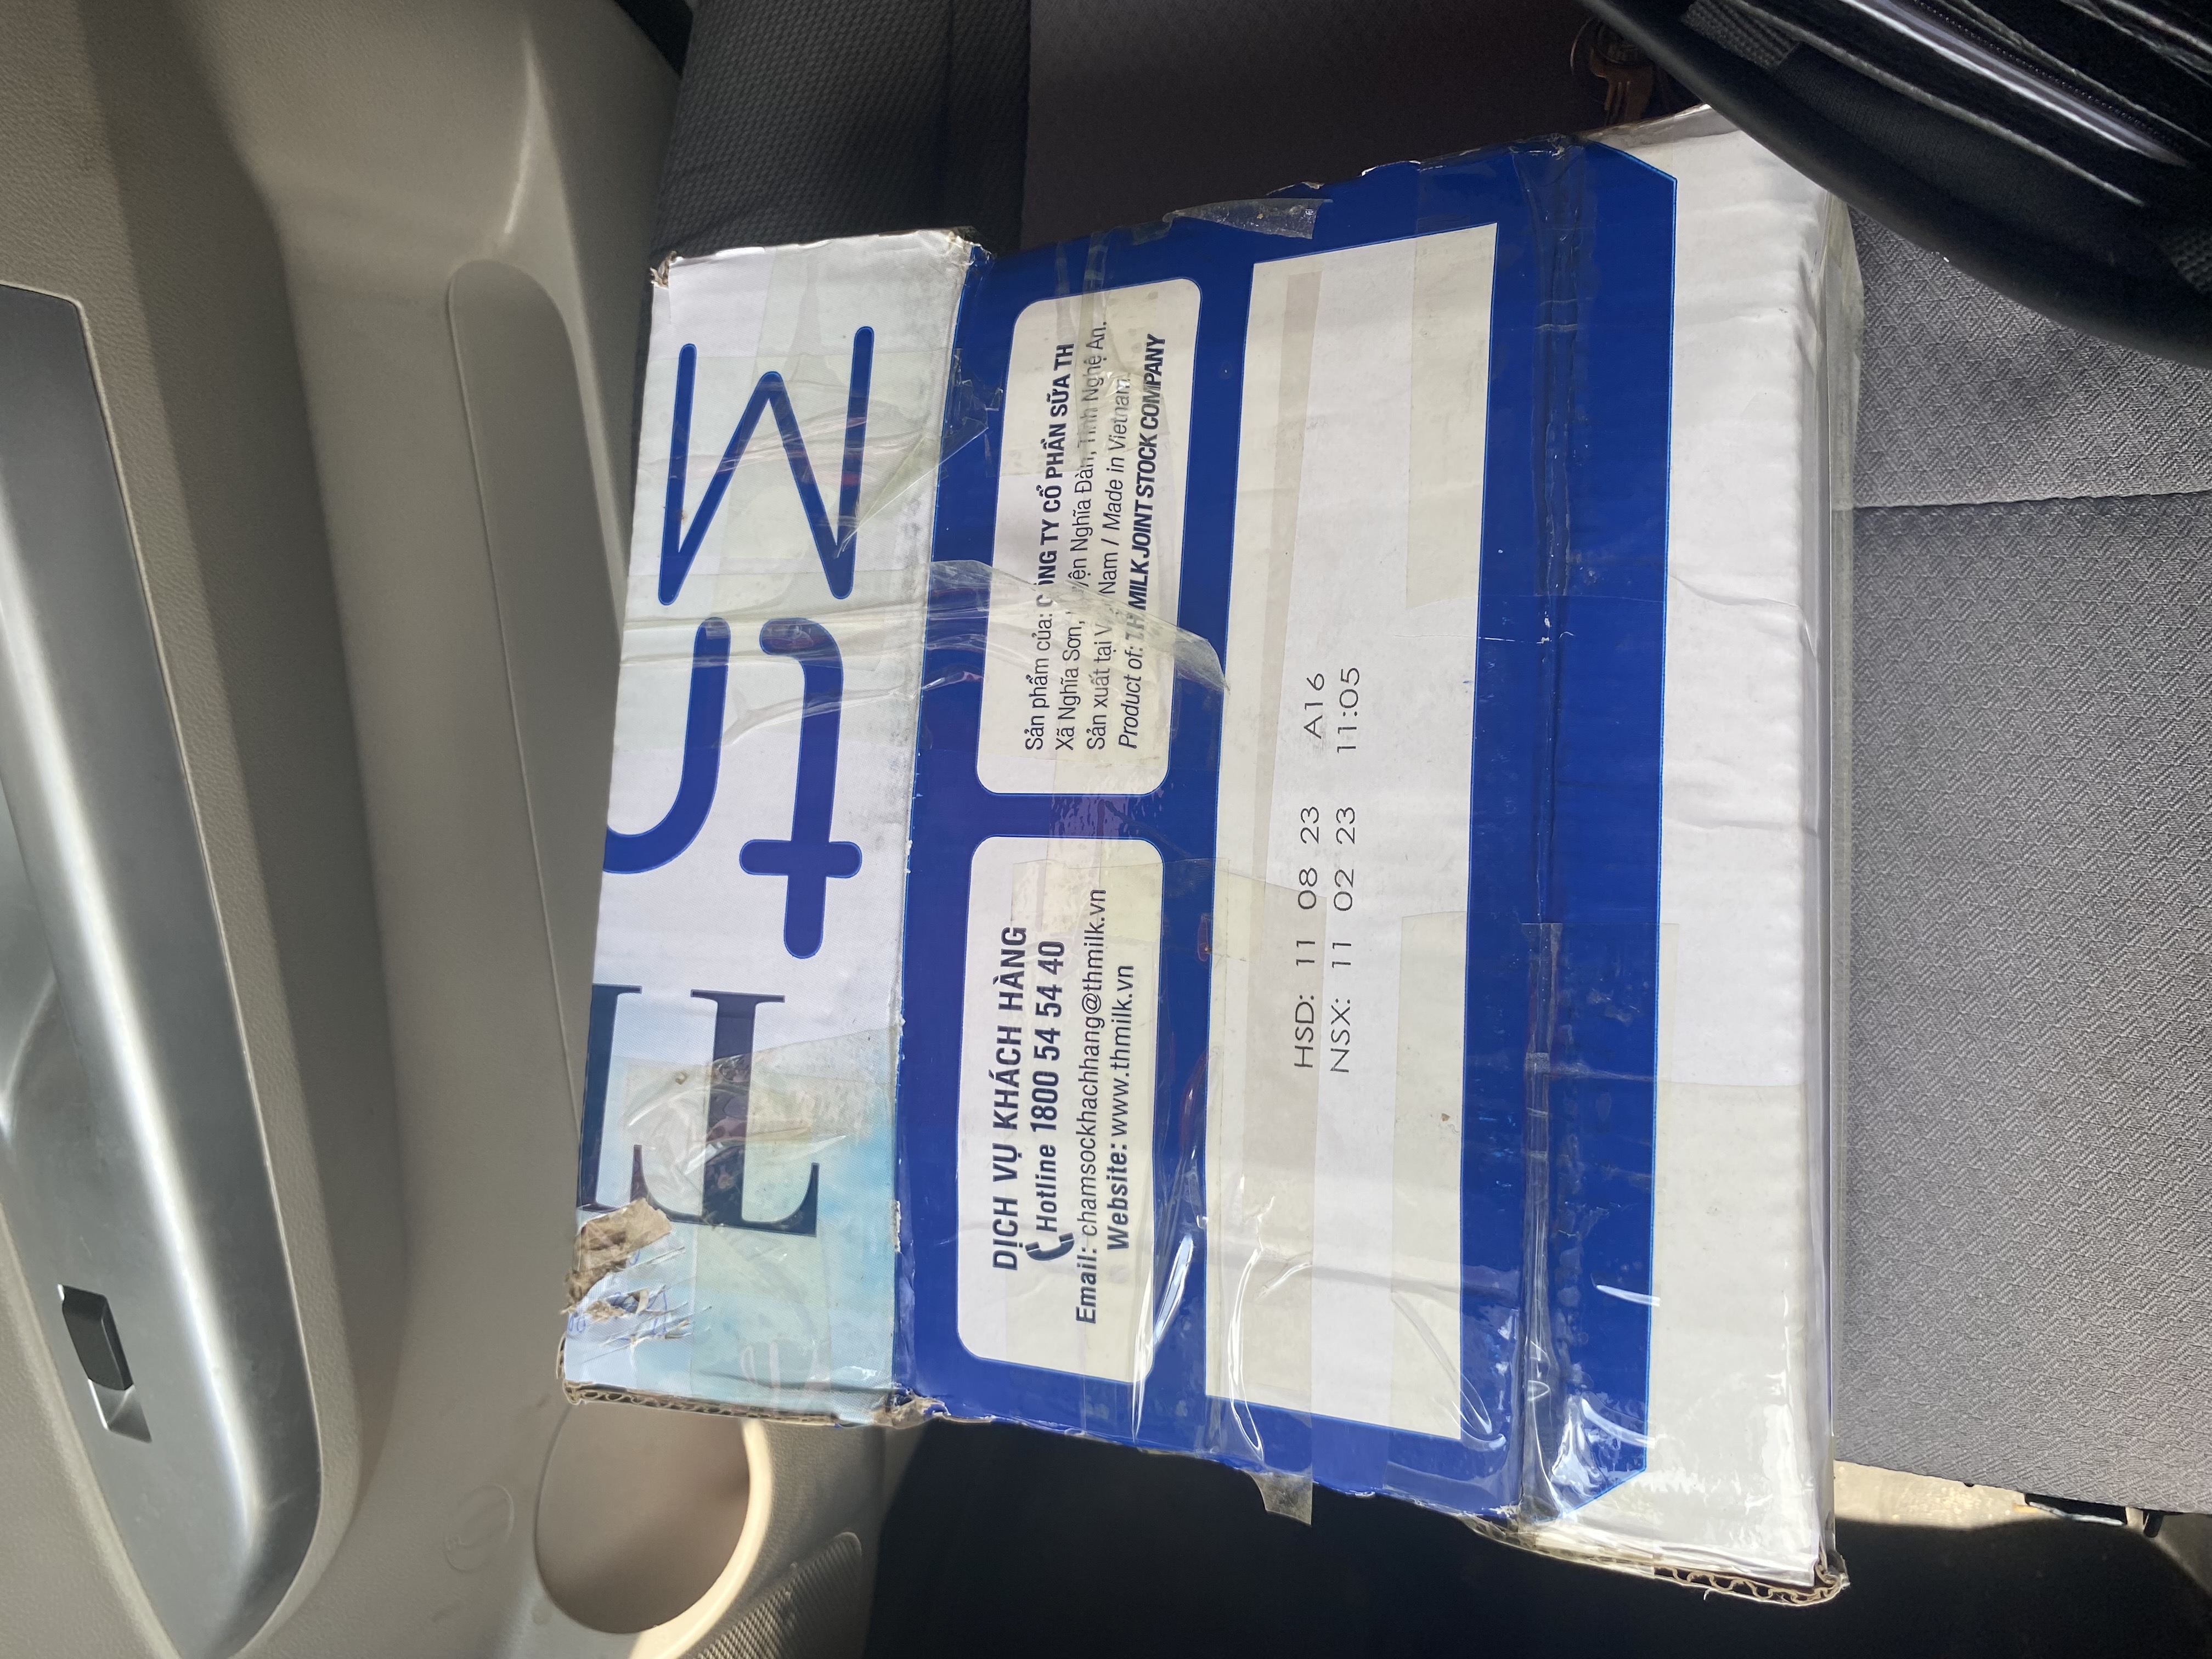 DỊCH VỤ KHÁCH HÀNG
Hotline 1800 54 54 40
Email: chamsockhachhang@thmilk.vn
Website: www.thmilk.vn
Sản phẩm của: CÔNG TY CỔ PHẦN SỮA TH
Xã Nghĩa Sơn, Huyện Nghĩa Đàn, Tỉnh Nghệ An.
Sản xuất tại Việt Nam / Made in Vietnam
Product of: TH MILK JOINT STOCK COMPANY
HSD: 11 08 23 A16
NSX: 11 02 23 11:05